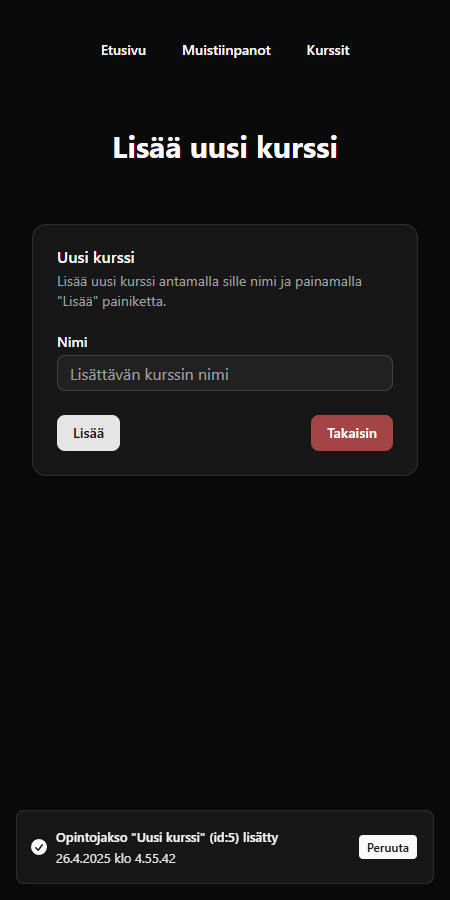 Etusivu Muistiinpanot Kurssit
Lisää uusi kurssi
Uusi kurssi
Lisää uusi kurssi antamalla sille nimi ja painamalla
"Lisää" painiketta.
Nimi
Lisättävän kurssin nimi
Lisää Takaisin
Opintojakso "Uusi kurssi" (id:5) lisätty
26.4.2025 klo 4.55.42
Peruuta